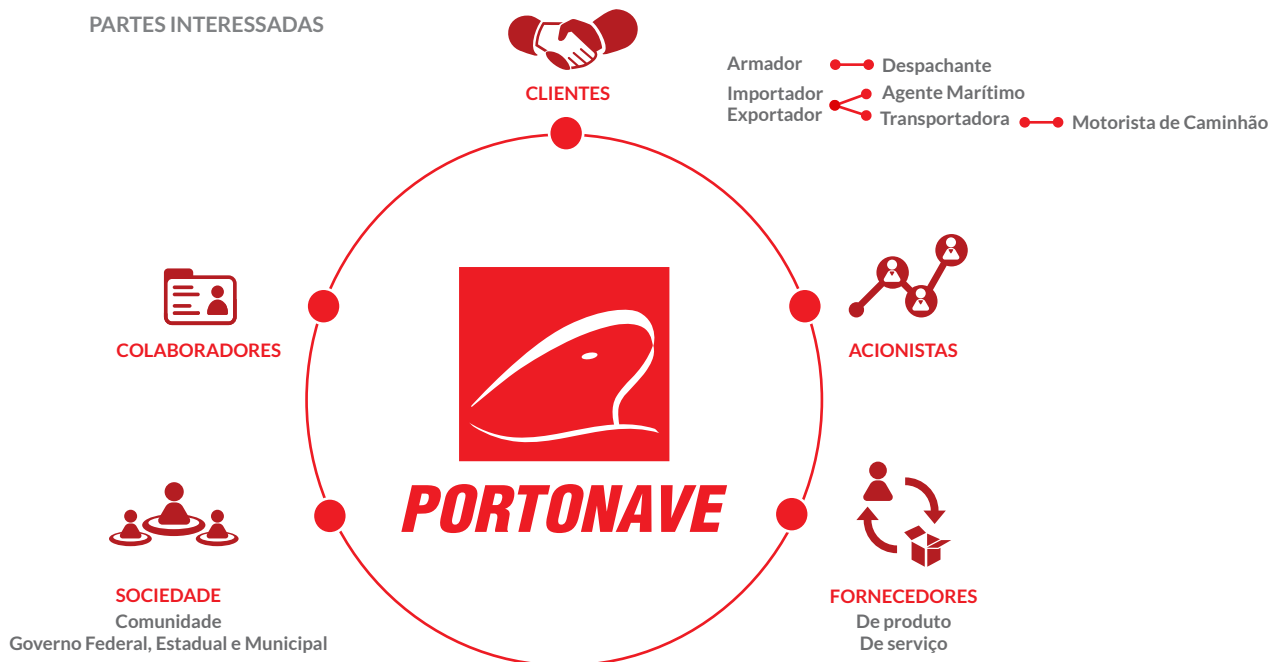 PARTES INTERESSADAS
CLIENTES
Armador
Despachante
Importador
Exportador
Agente Marítimo
Transportadora
Motorista de Caminhão
COLABORADORES
ACIONISTAS
PORTONAVE
SOCIEDADE
Comunidade
Governo Federal, Estadual e Municipal
FORNECEDORES
De produto
De serviço